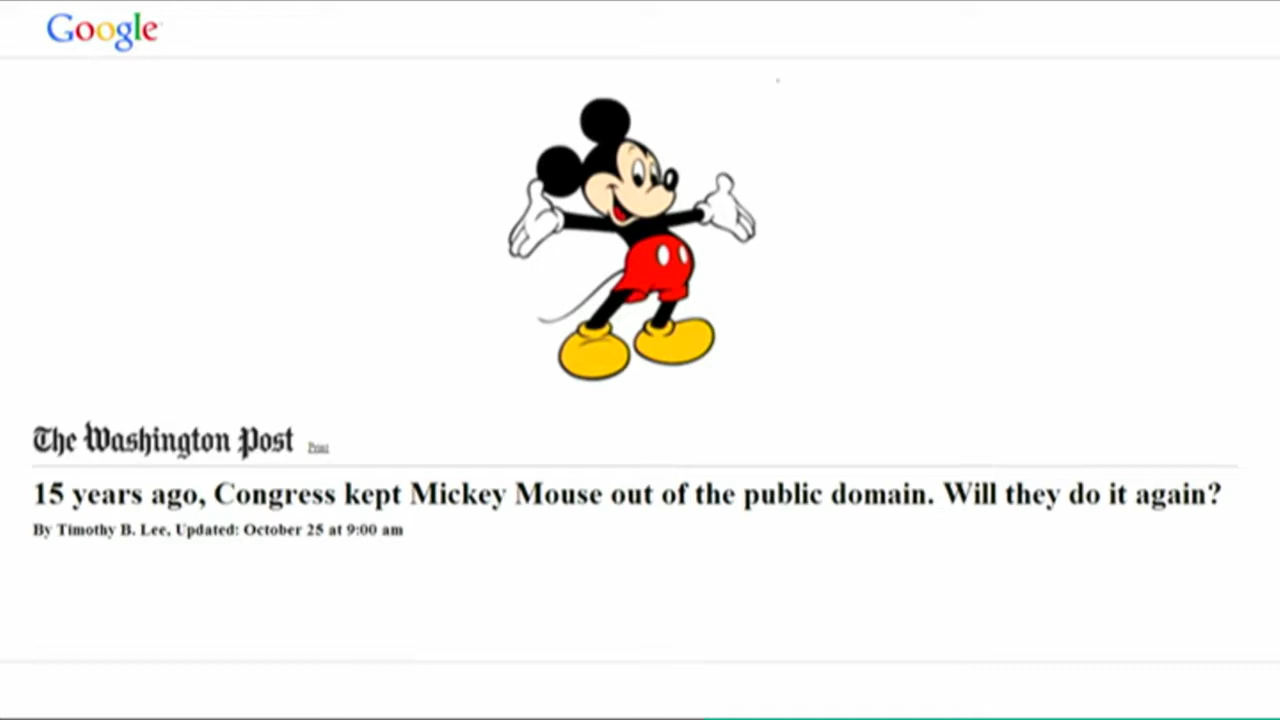 Google
The Washington Post Print
15 years ago, Congress kept Mickey Mouse out of the public domain. Will they do it again?
By Timothy B. Lee, Updated: October 25 at 9:00 am